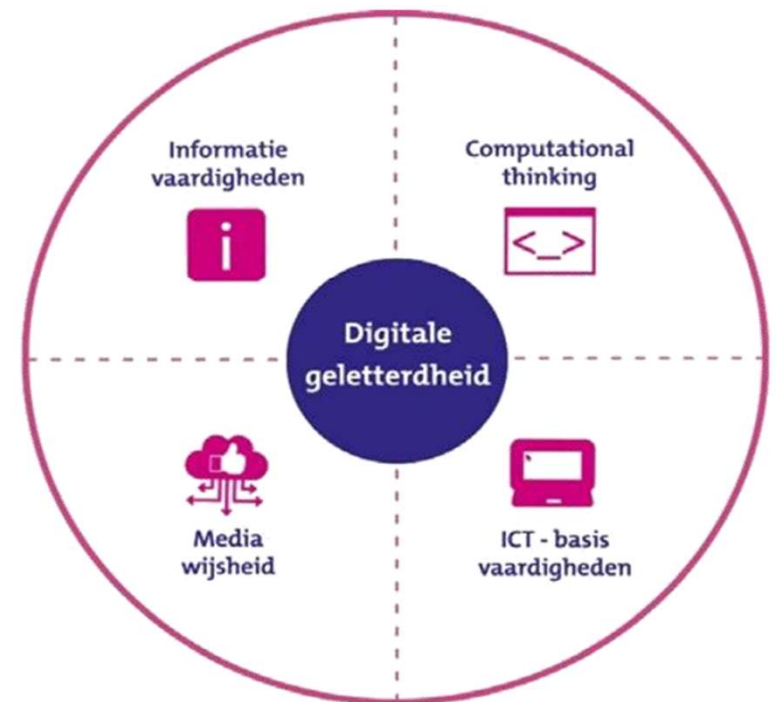 Informatie
vaardigheden
Computational
thinking
i
<_>
Digitale
geletterdheid
Media
wijsheid
ICT - basis
vaardigheden